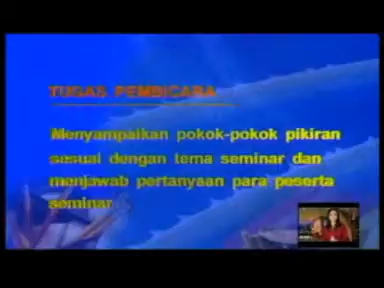 TUGAS PEMBICARA
Menyampaikan pokok-pokok pikiran
sesuai dengan tema seminar dan
menjawab pertanyaan para peserta
seminar